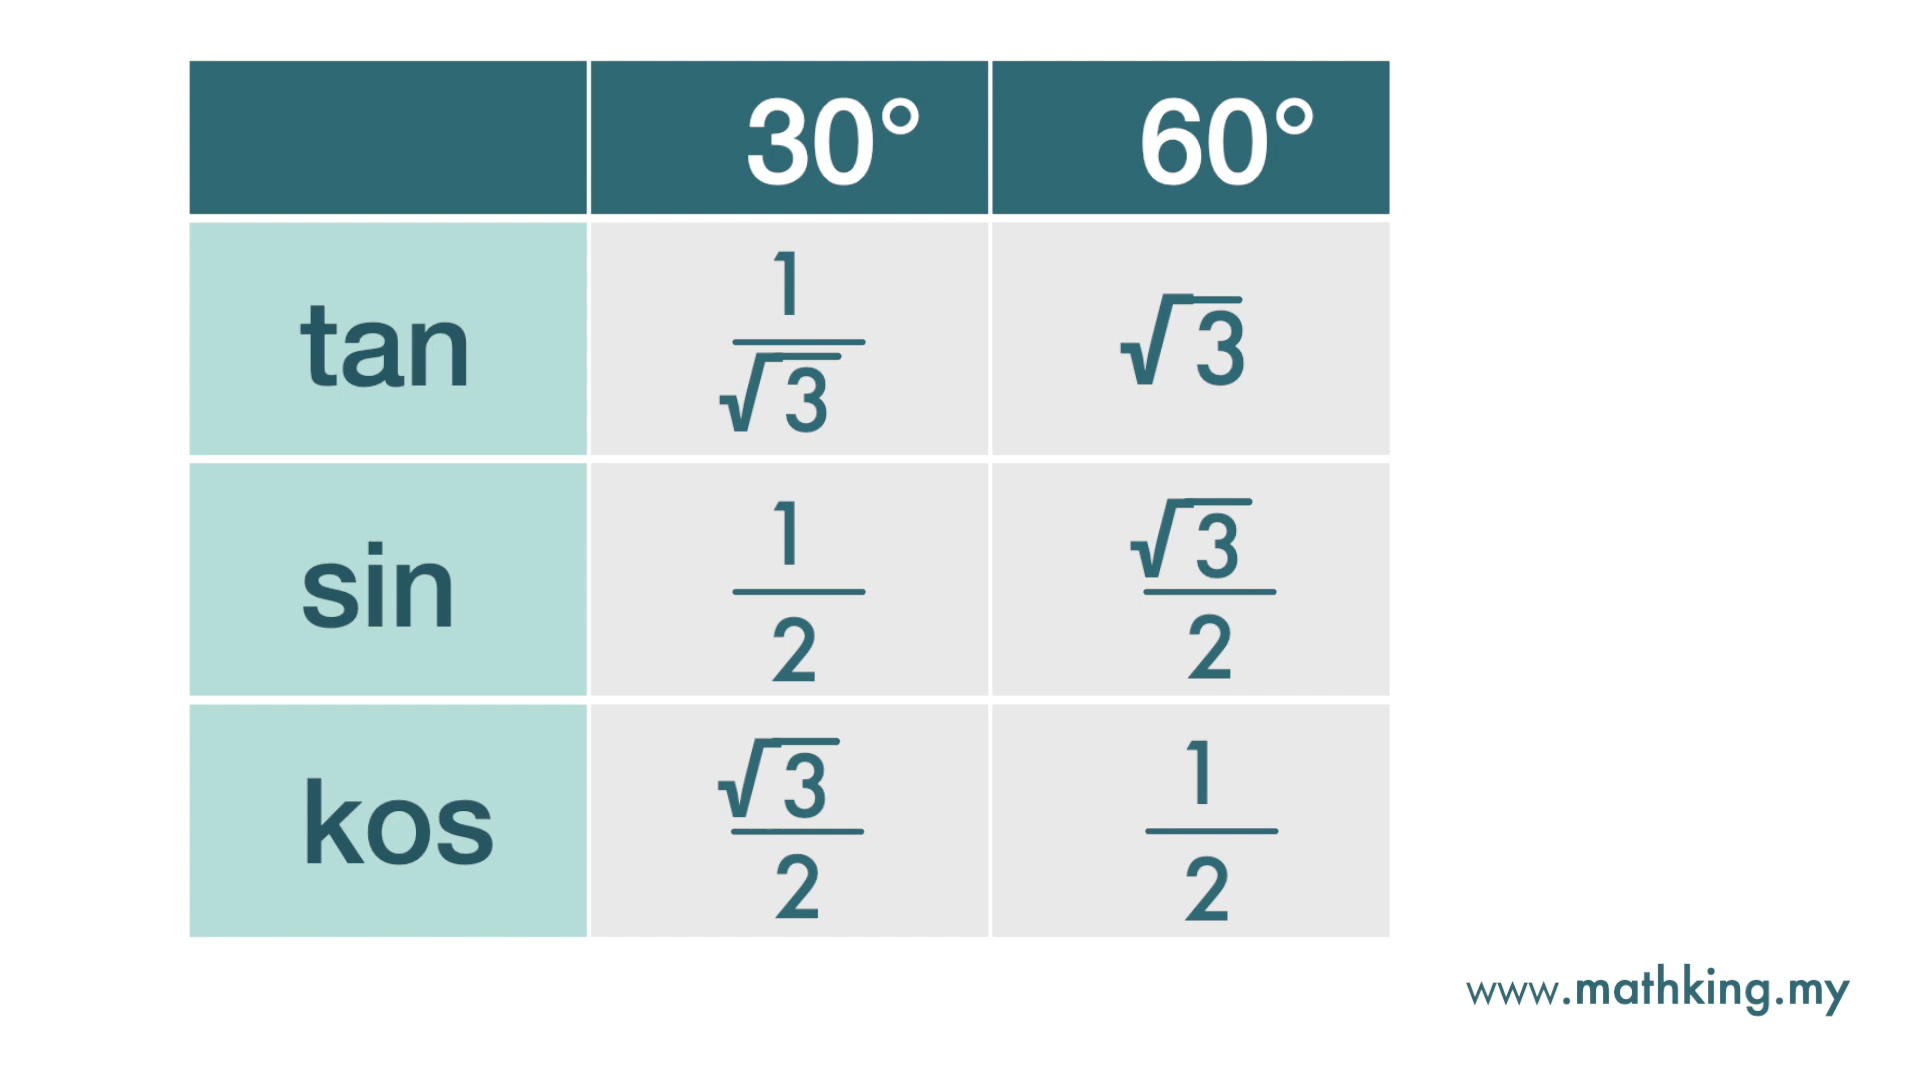 30° 60°
tan 1/√3 √3
sin 1/2 √3/2
kos √3/2 1/2
www.mathking.my